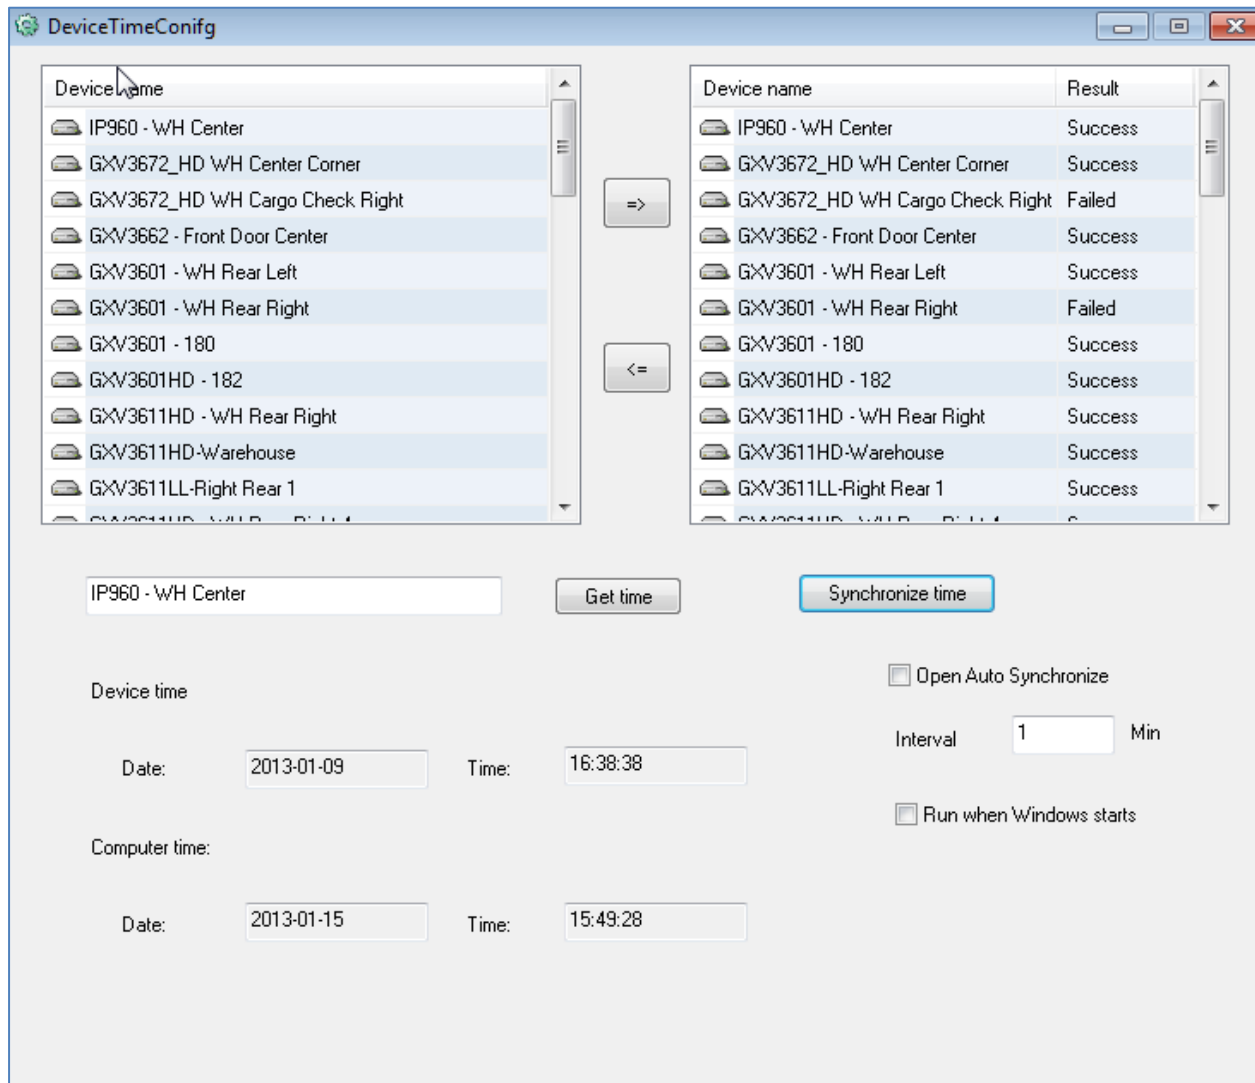 DeviceTimeConifg
Device name
IP960 - WH Center
GXV3672_HD WH Center Corner
GXV3672_HD WH Cargo Check Right
GXV3662 - Front Door Center
GXV3601 - WH Rear Left
GXV3601 - WH Rear Right
GXV3601 - 180
GXV3601HD - 182
GXV3611HD - WH Rear Right
GXV3611HD-Warehouse
GXV3611LL-Right Rear 1
=>
<=
Device name Result
IP960 - WH Center Success
GXV3672_HD WH Center Corner Success
GXV3672_HD WH Cargo Check Right Failed
GXV3662 - Front Door Center Success
GXV3601 - WH Rear Left Success
GXV3601 - WH Rear Right Failed
GXV3601 - 180 Success
GXV3601HD - 182 Success
GXV3611HD - WH Rear Right Success
GXV3611HD-Warehouse Success
GXV3611LL-Right Rear 1 Success
IP960 - WH Center Get time Synchronize time
Open Auto Synchronize
Device time
Interval 1 Min
Date: 2013-01-09 Time: 16:38:38
Run when Windows starts
Computer time:
Date: 2013-01-15 Time: 15:49:28